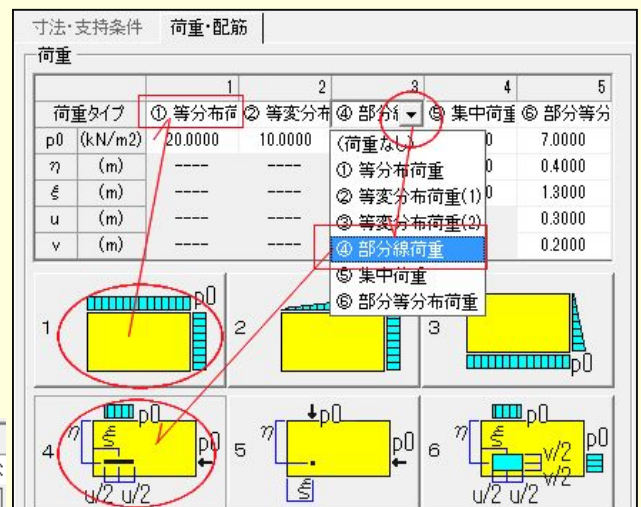 寸法・支持条件 荷重・配筋
荷重
1 2 3 4 5
荷重タイプ ① 等分布荷 ② 等変分布 ④ 部分 ⑤ 集中荷重 ⑥ 部分等分
p0 (kN/m2) 20.0000 10.0000 0 7.0000
η (m) ---- ---- 0 0.4000
ξ (m) ---- ---- 0 1.3000
u (m) ---- ---- 0.3000
v (m) ---- ---- 0.2000
(荷重なし)
① 等分布荷重
② 等変分布荷重(1)
③ 等変分布荷重(2)
④ 部分線荷重
⑤ 集中荷重
⑥ 部分等分布荷重
1 p0
2
3 p0
4 p0 η ξ p0 u/2 u/2
5 p0 η p0 ξ
6 p0 η ξ v/2 v/2 p0 u/2 u/2